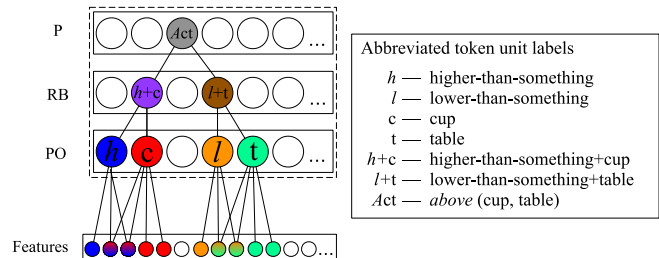 P
Act
...
RB
h+c
l+t
...
PO
h
c
l
t
...
Features
...
Abbreviated token unit labels
h — higher-than-something
l — lower-than-something
c — cup
t — table
h+c — higher-than-something+cup
l+t — lower-than-something+table
Act — above (cup, table)